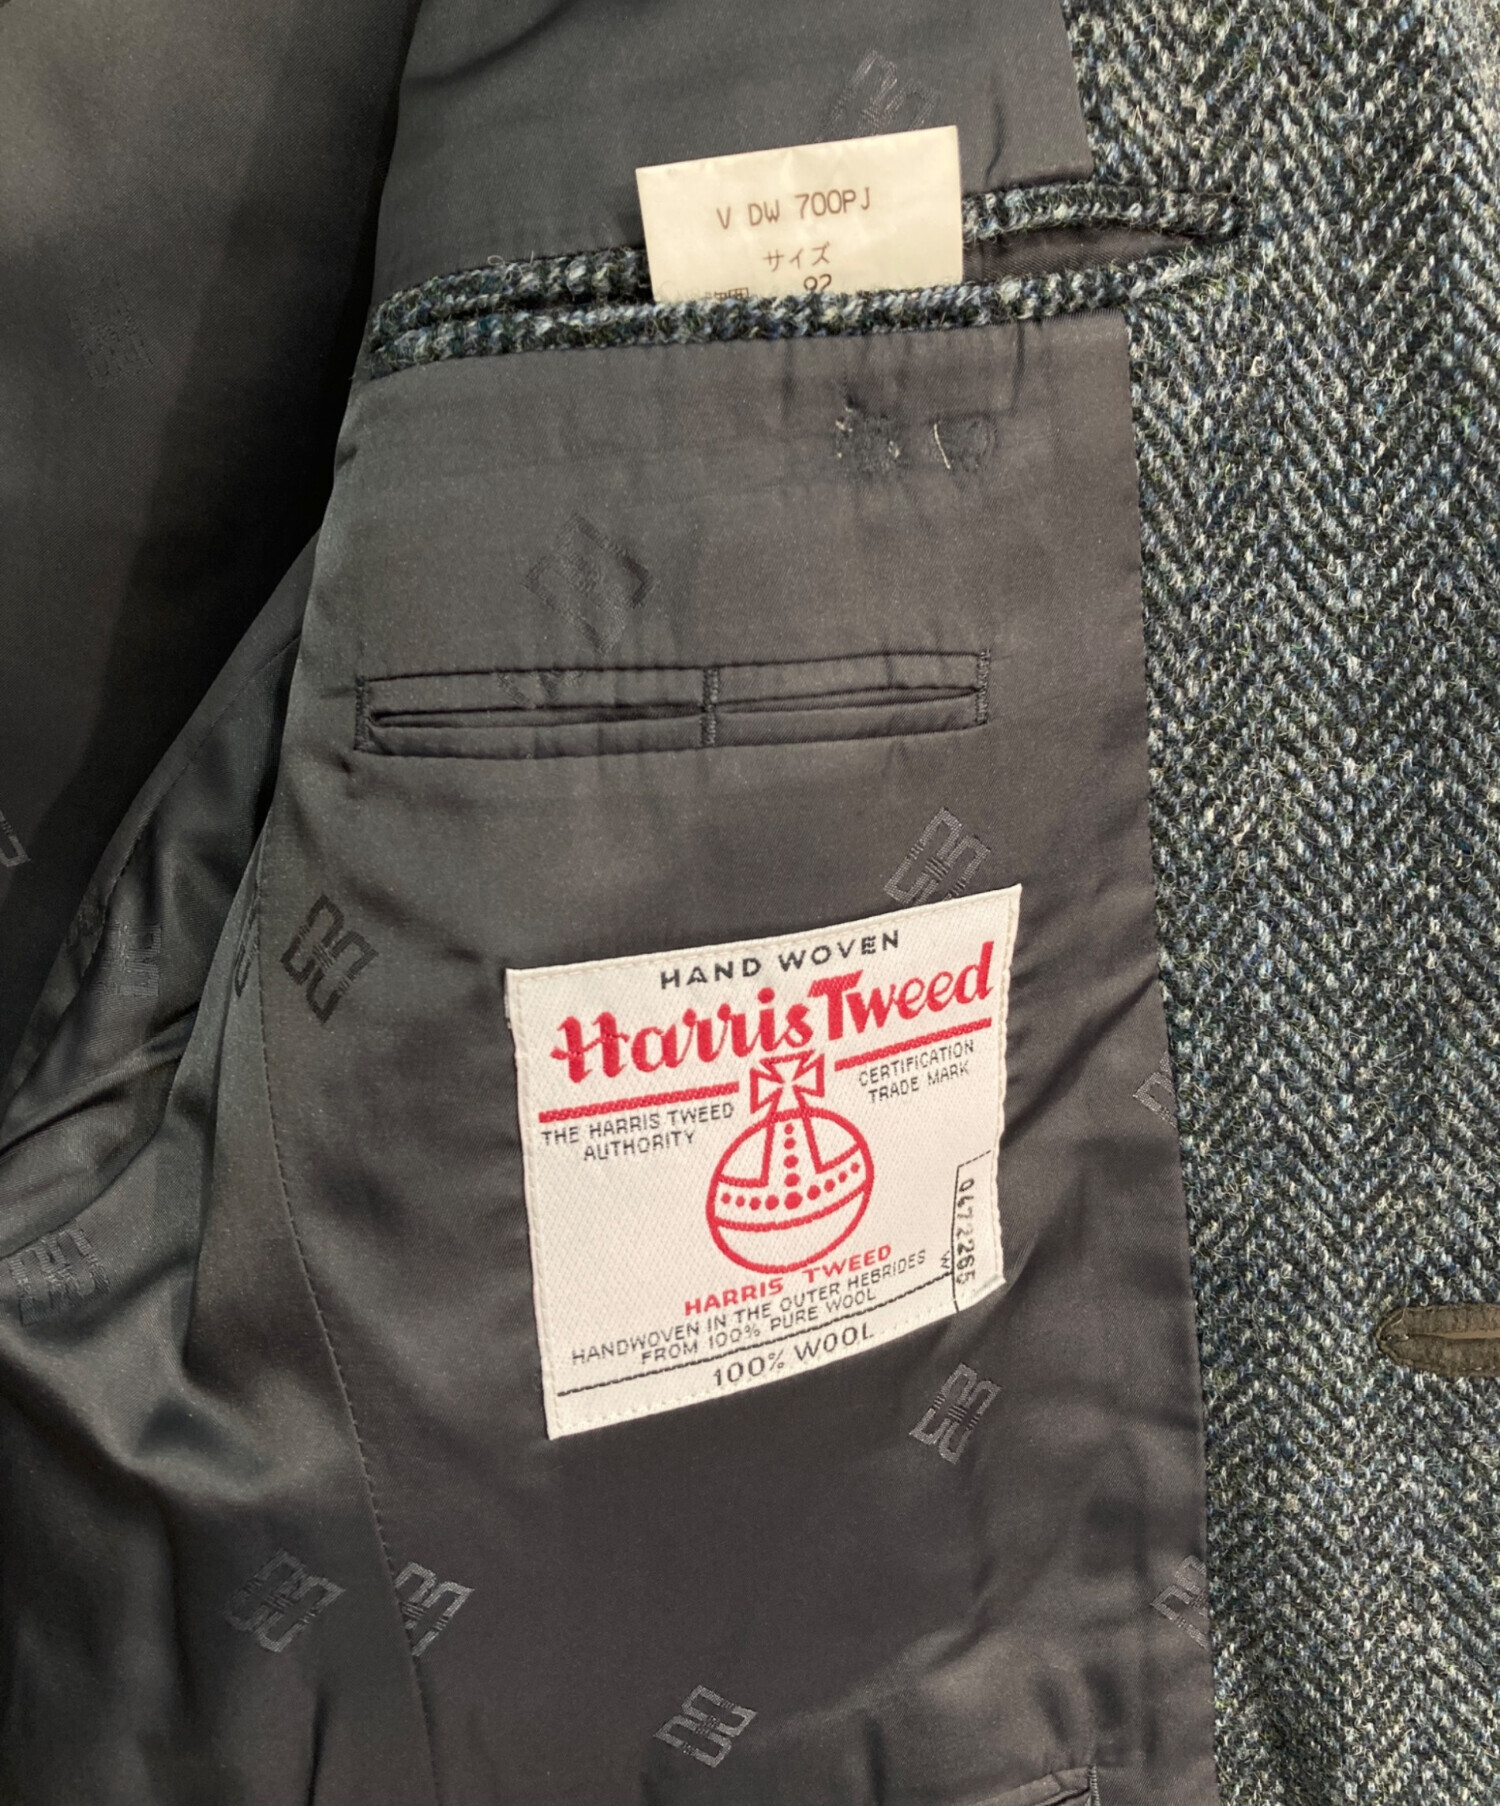 V DW 700PJ
サイズ
92
HAND WOVEN
Harris Tweed
THE HARRIS TWEED
AUTHORITY
CERTIFICATION
TRADE MARK
HARRIS TWEED
HANDWOVEN IN THE OUTER HEBRIDES
FROM 100% PURE WOOL
100% WOOL
W